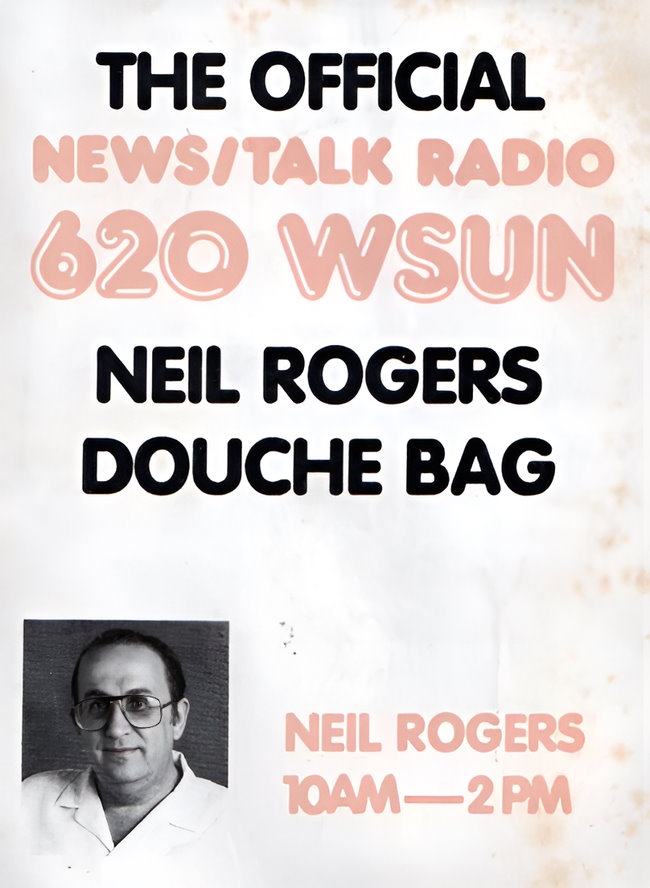 THE OFFICIAL
NEWS/TALK RADIO
620 WSUN
NEIL ROGERS
DOUCHE BAG
NEIL ROGERS
10AM—2PM